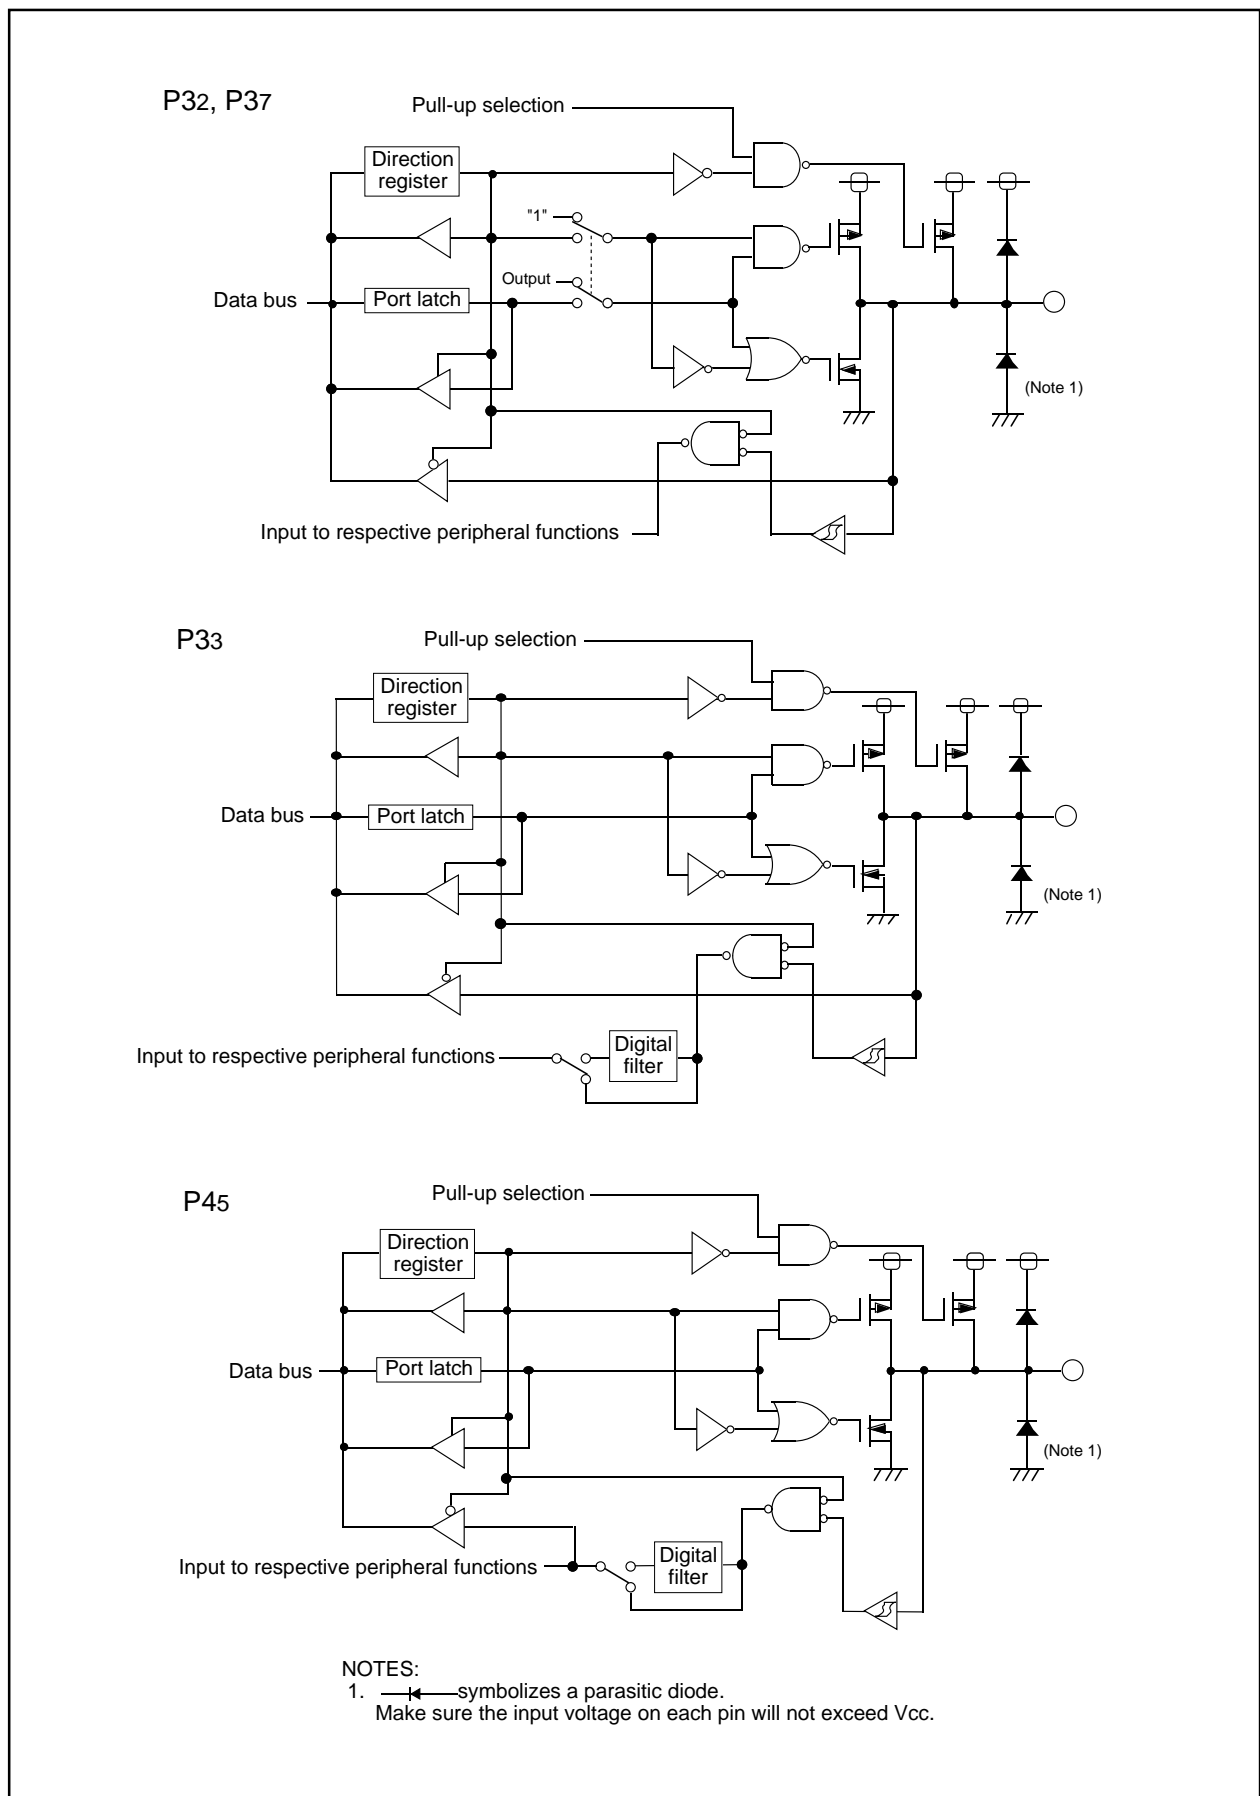 P32, P37
Pull-up selection
Direction
register
"1"
Output
Data bus
Port latch
(Note 1)
Input to respective peripheral functions
P33
Pull-up selection
Direction
register
Data bus
Port latch
(Note 1)
Input to respective peripheral functions
Digital
filter
P45
Pull-up selection
Direction
register
Data bus
Port latch
(Note 1)
Input to respective peripheral functions
Digital
filter
NOTES:
1. symbolizes a parasitic diode.
Make sure the input voltage on each pin will not exceed Vcc.